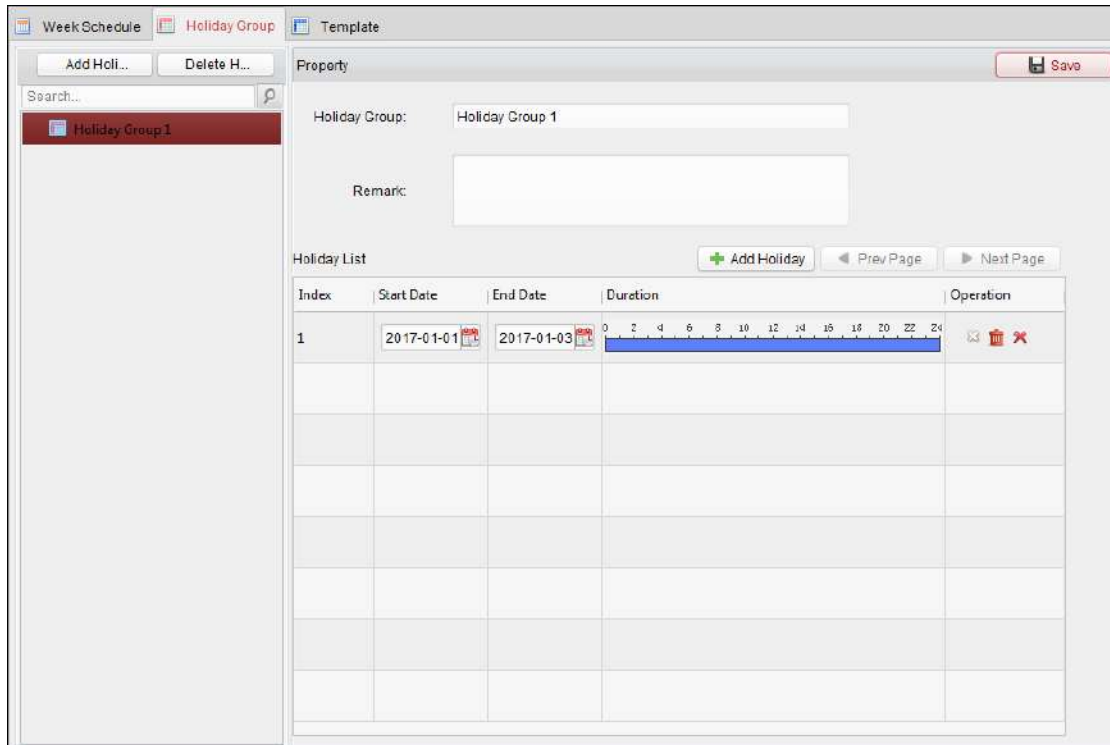 Week Schedule Holiday Group Template
Add Holi... Delete H... Property Save
Search...
Holiday Group 1
Holiday Group: Holiday Group 1
Remark:
Holiday List Add Holiday Prev Page Next Page
Index Start Date End Date Duration Operation
0 2 4 6 8 10 12 14 16 18 20 22 24
1 2017-01-01 2017-01-03